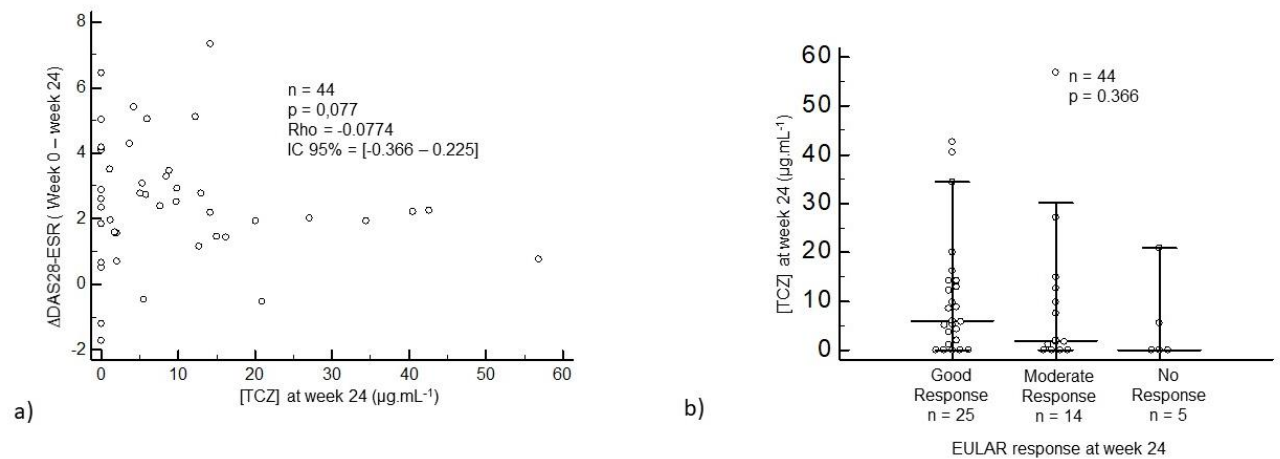 8
6
4
2
0
-2
ΔDAS28-ESR ( Week 0 – week 24)
n = 44
p = 0,077
Rho = -0.0774
IC 95% = [-0.366 – 0.225]
0 10 20 30 40 50 60
[TCZ] at week 24 (µg.mL-1)
a)
60
50
40
30
20
10
0
[TCZ] at week 24 (µg.mL-1)
n = 44
p = 0.366
Good Moderate No
Response Response Response
n = 25 n = 14 n = 5
EULAR response at week 24
b)